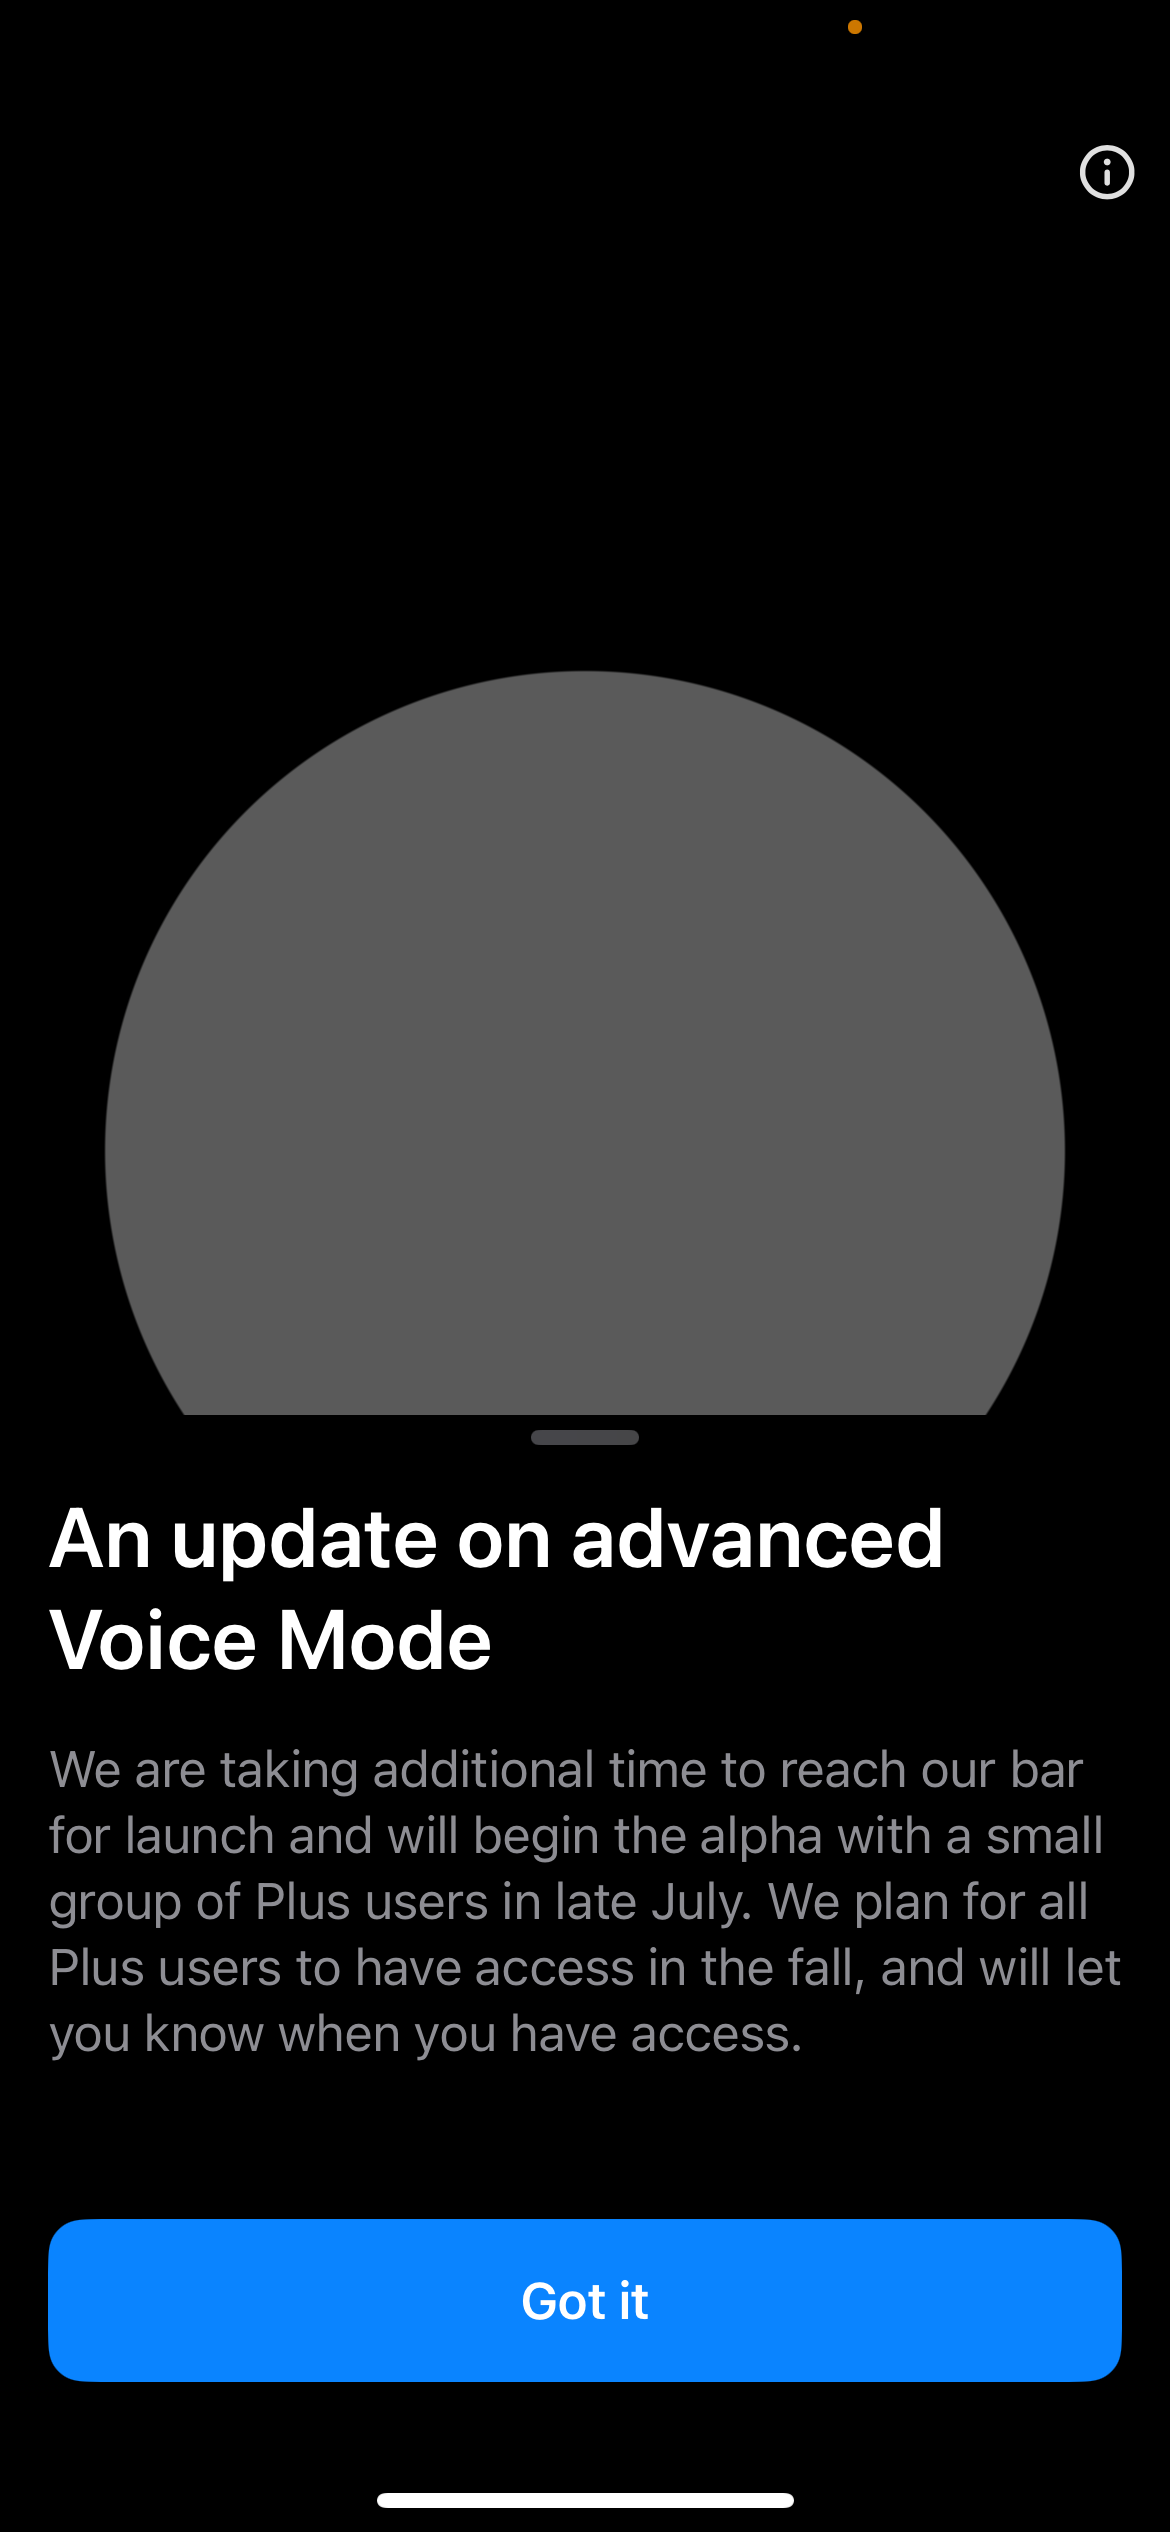 An update on advanced
Voice Mode
We are taking additional time to reach our bar
for launch and will begin the alpha with a small
group of Plus users in late July. We plan for all
Plus users to have access in the fall, and will let
you know when you have access.
Got it